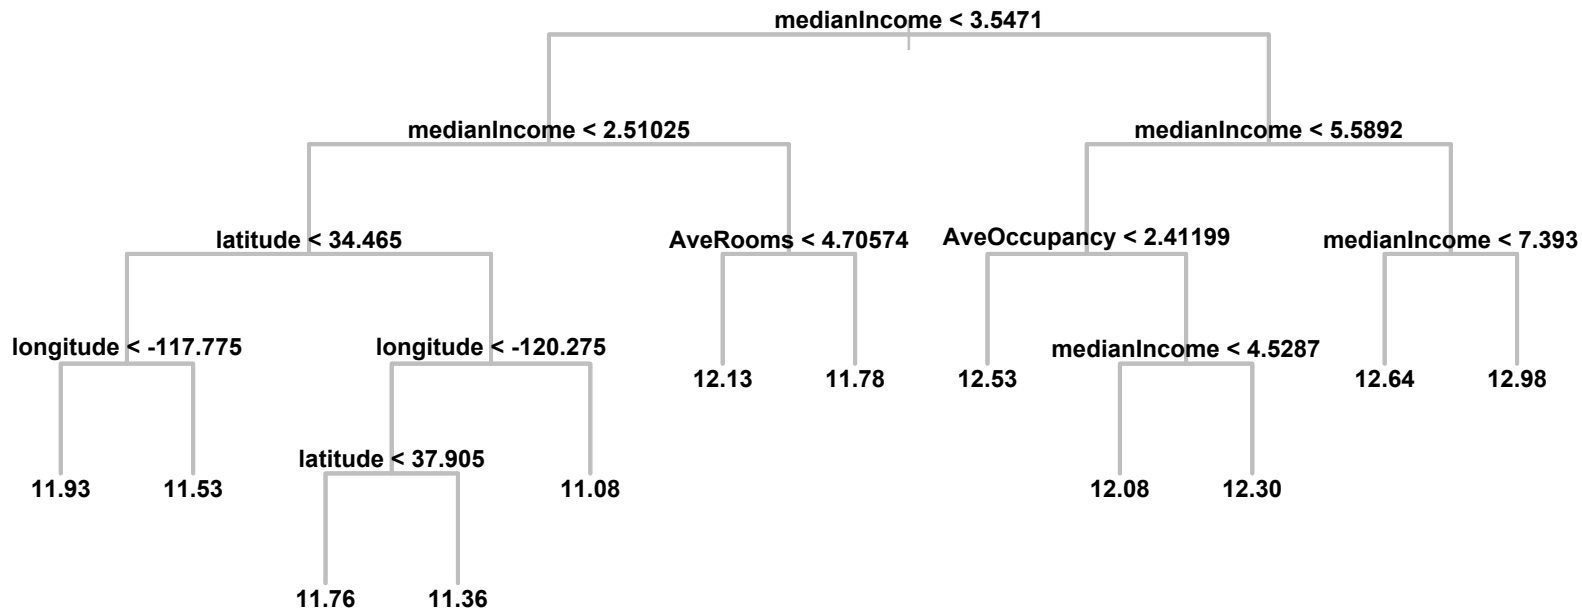 medianIncome < 3.5471
medianIncome < 2.51025
medianIncome < 5.5892
latitude < 34.465
AveRooms < 4.70574
AveOccupancy < 2.41199
medianIncome < 7.393
longitude < -117.775
longitude < -120.275
medianIncome < 4.5287
12.13
11.78
12.53
12.64
12.98
latitude < 37.905
11.93
11.53
11.08
12.08
12.30
11.76
11.36